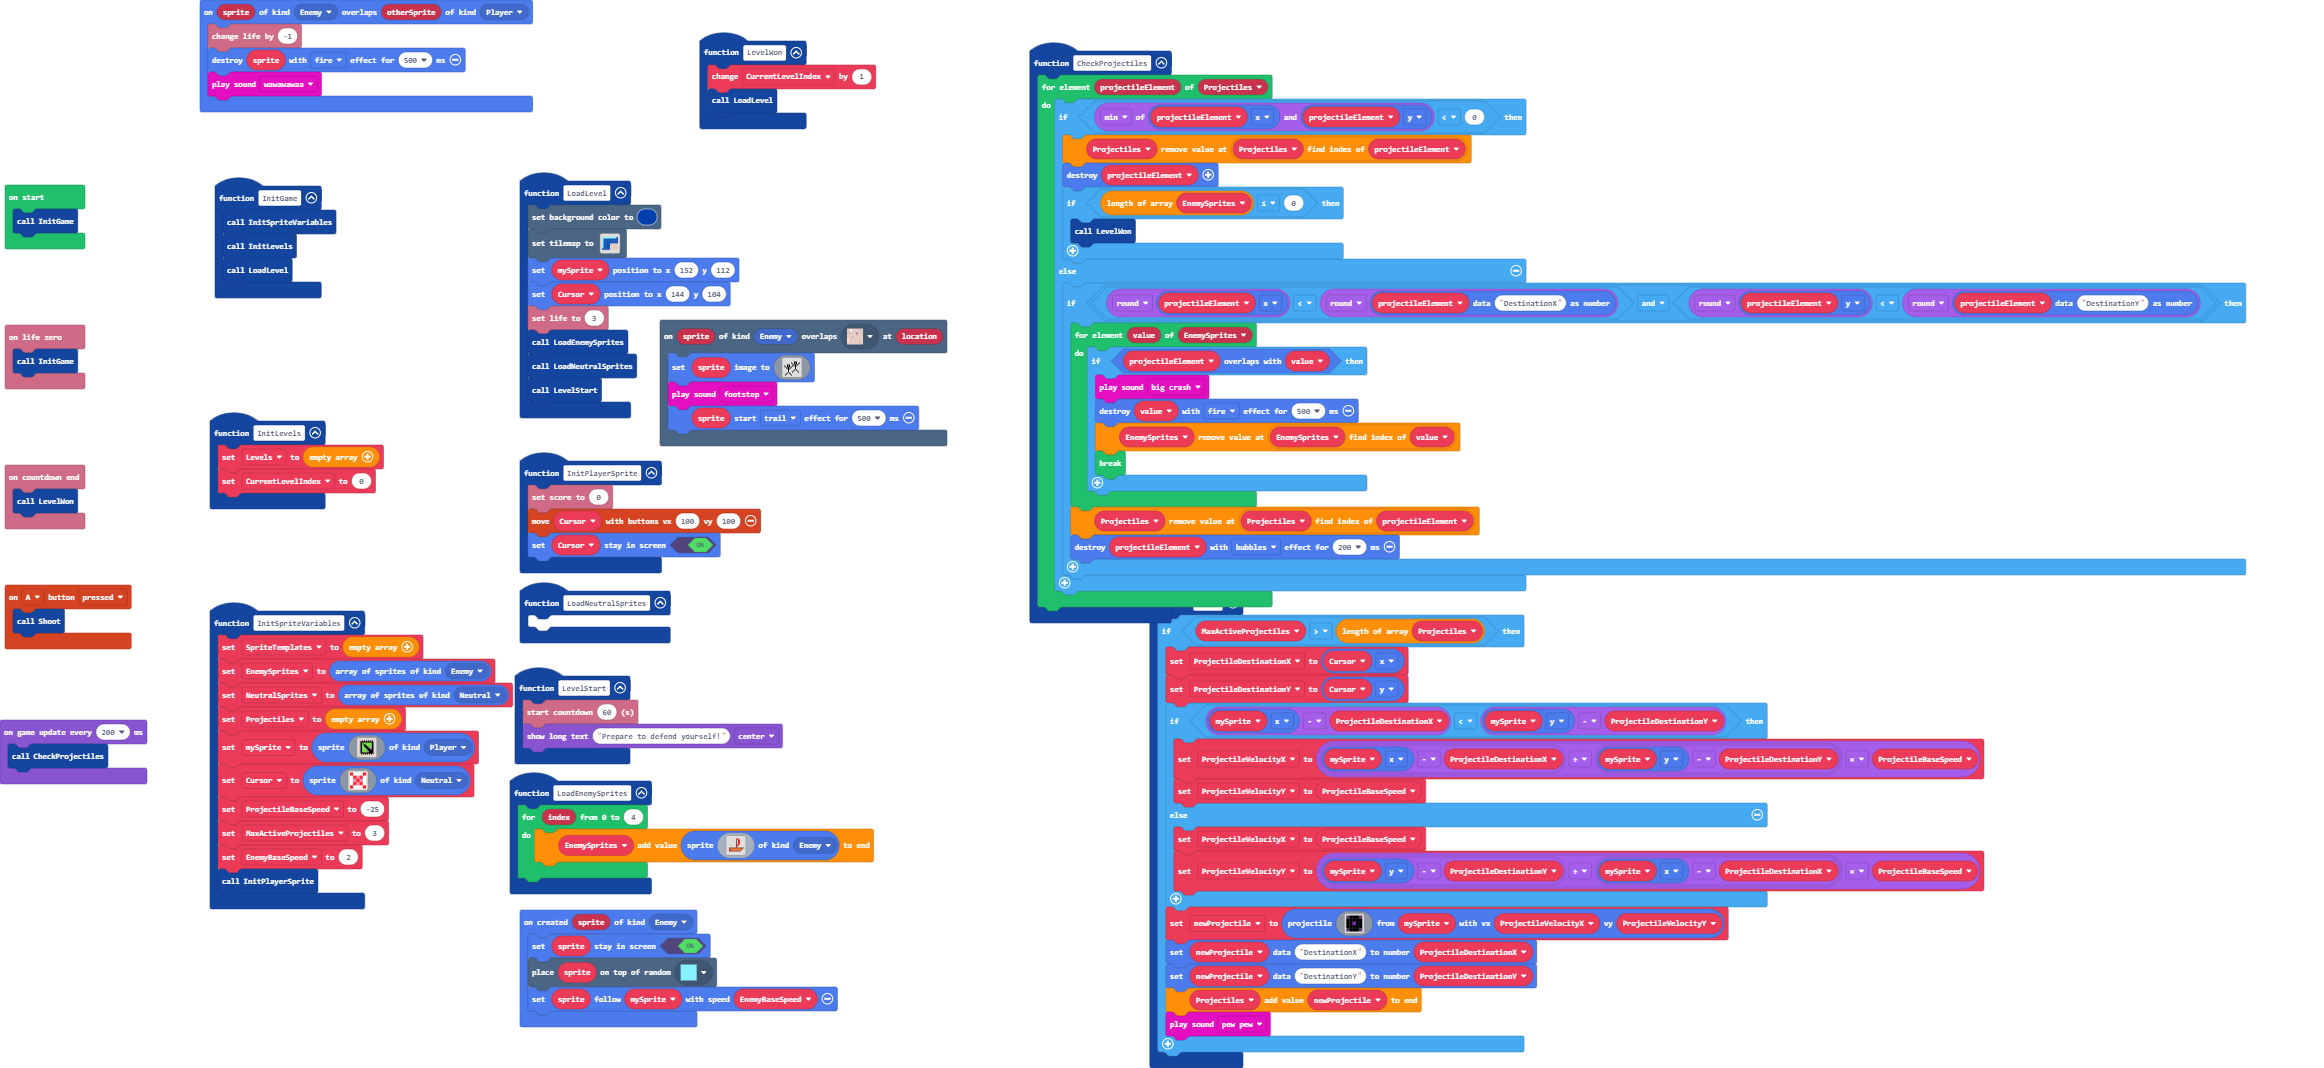 on sprite of kind Enemy overlaps otherSprite of kind Player
change life by -1
destroy sprite with fire effect for 500 ms
play sound wawawawaa
function LevelWon
change CurrentLevelIndex by 1
call LoadLevel
on start
call InitGame
on life zero
call InitGame
on countdown end
call LevelWon
on A button pressed
call Shoot
on game update every 200 ms
call CheckProjectiles
function InitGame
call InitSpriteVariables
call InitLevels
call LoadLevel
function InitLevels
set Levels to empty array
set CurrentLevelIndex to 0
function InitSpriteVariables
set SpriteTemplates to empty array
set EnemySprites to array of sprites of kind Enemy
set NeutralSprites to array of sprites of kind Neutral
set Projectiles to empty array
set mySprite to sprite of kind Player
set Cursor to sprite of kind Neutral
set ProjectileBaseSpeed to -25
set MaxActiveProjectiles to 3
set EnemyBaseSpeed to 2
call InitPlayerSprite
function LoadLevel
set background color to
set tilemap to
set mySprite position to x 152 y 112
set Cursor position to x 144 y 104
set life to 3
call LoadEnemySprites
call LoadNeutralSprites
call LevelStart
on sprite of kind Enemy overlaps at location
set sprite image to
play sound footstep
sprite start trail effect for 500 ms
function InitPlayerSprite
set score to 0
move Cursor with buttons vx 100 vy 100
set Cursor stay in screen ON
function LoadNeutralSprites
function LevelStart
start countdown 60 (s)
show long text "Prepare to defend yourself!" center
function LoadEnemySprites
for index from 0 to 4
do
EnemySprites add value sprite of kind Enemy to end
on created sprite of kind Enemy
set sprite stay in screen ON
place sprite on top of random
set sprite follow mySprite with speed EnemyBaseSpeed
function CheckProjectiles
for element projectileElement of Projectiles
do
if min of projectileElement x and projectileElement y < 0 then
Projectiles remove value at Projectiles find index of projectileElement
destroy projectileElement
if length of array EnemySprites ≤ 0 then
call LevelWon
else
if round projectileElement x < round projectileElement data "DestinationX" as number and round projectileElement y < round projectileElement data "DestinationY" as number then
for element value of EnemySprites
do
if projectileElement overlaps with value then
play sound big crash
destroy value with fire effect for 500 ms
EnemySprites remove value at EnemySprites find index of value
break
Projectiles remove value at Projectiles find index of projectileElement
destroy projectileElement with bubbles effect for 200 ms
if MaxActiveProjectiles > length of array Projectiles then
set ProjectileDestinationX to Cursor x
set ProjectileDestinationY to Cursor y
if mySprite x - ProjectileDestinationX < mySprite y - ProjectileDestinationY then
set ProjectileVelocityX to mySprite x - ProjectileDestinationX ÷ mySprite y - ProjectileDestinationY × ProjectileBaseSpeed
set ProjectileVelocityY to ProjectileBaseSpeed
else
set ProjectileVelocityX to ProjectileBaseSpeed
set ProjectileVelocityY to mySprite y - ProjectileDestinationY ÷ mySprite x - ProjectileDestinationX × ProjectileBaseSpeed
set newProjectile to projectile from mySprite with vx ProjectileVelocityX vy ProjectileVelocityY
set newProjectile data "DestinationX" to number ProjectileDestinationX
set newProjectile data "DestinationY" to number ProjectileDestinationY
Projectiles add value newProjectile to end
play sound pew pew